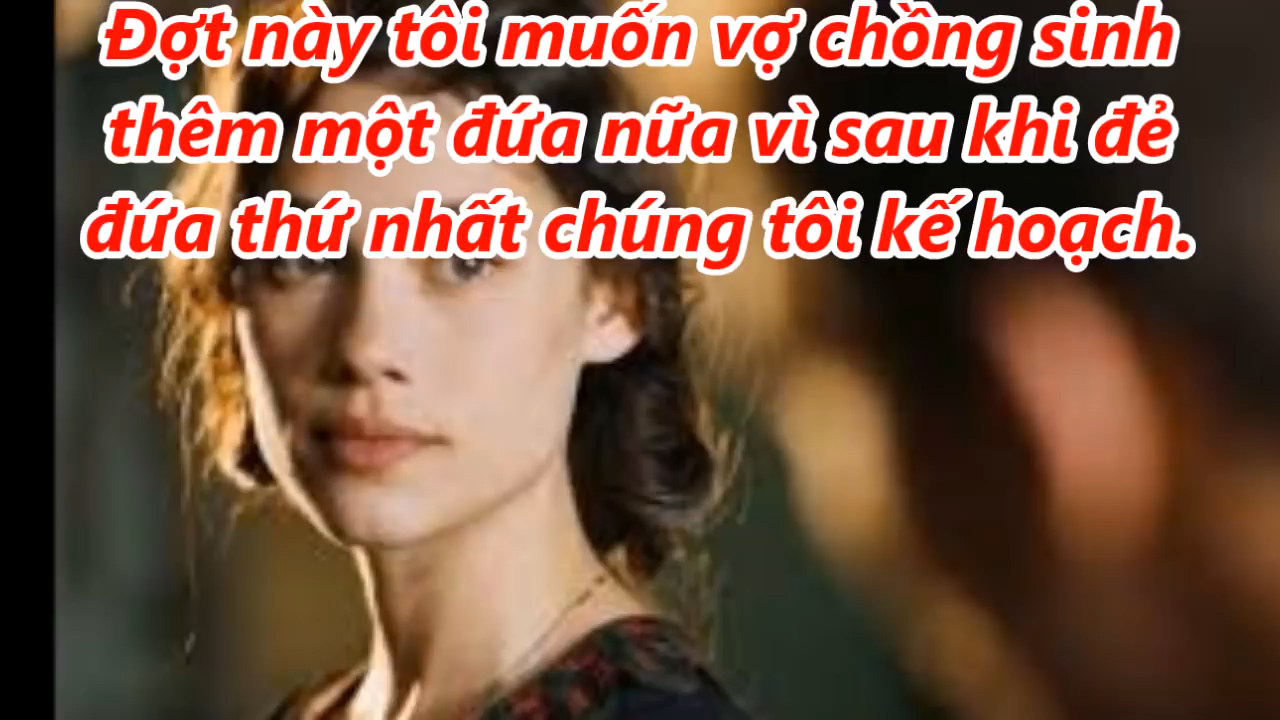 Đợt này tôi muốn vợ chồng sinh
thêm một đứa nữa vì sau khi đẻ
đứa thứ nhất chúng tôi kế hoạch.